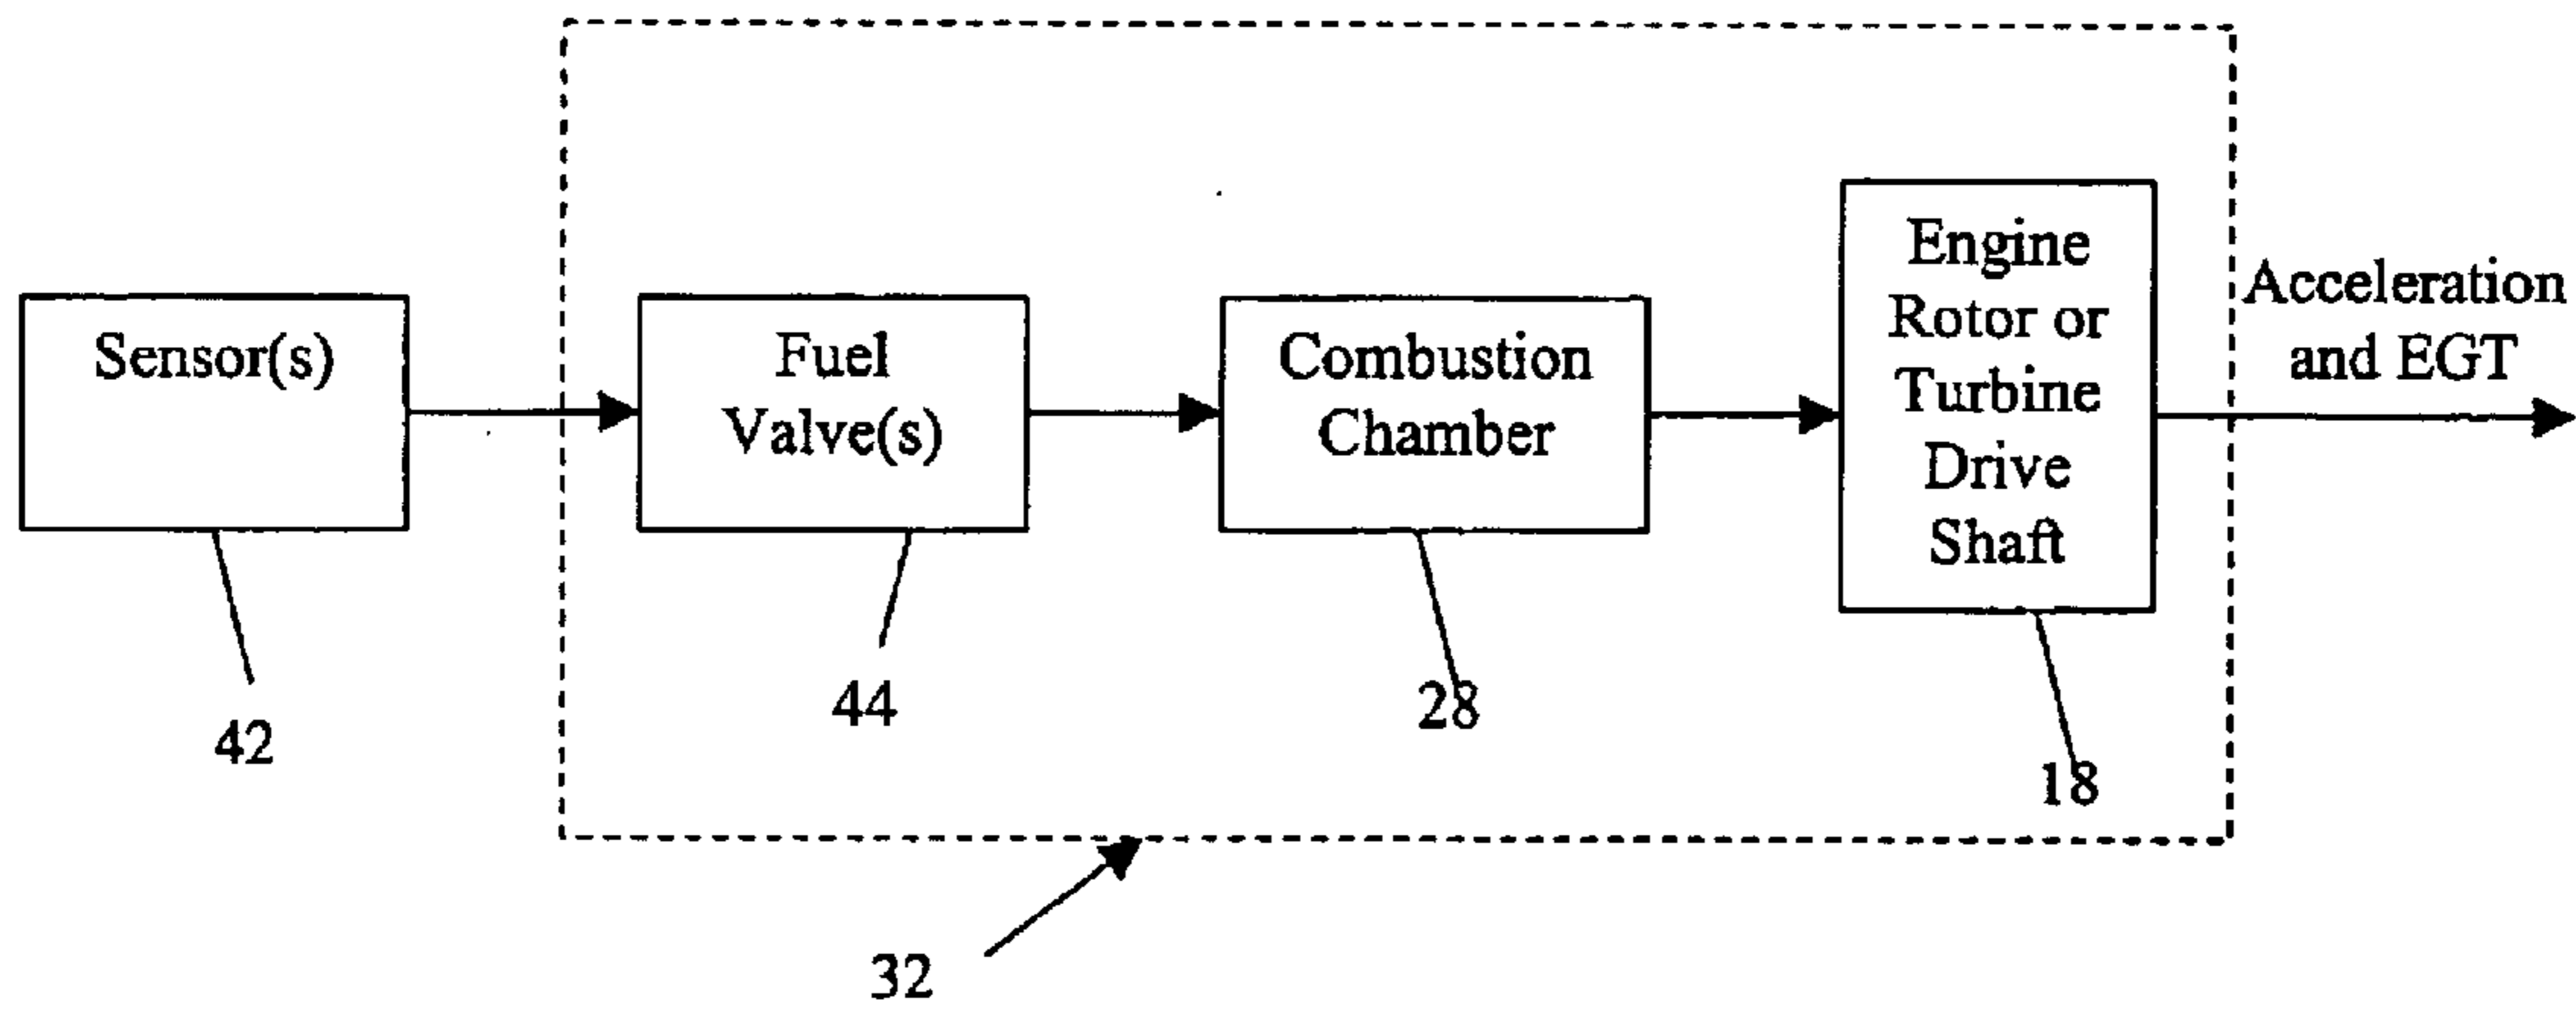 Sensor(s)
Fuel
Valve(s)
Combustion
Chamber
Engine
Rotor or
Turbine
Drive
Shaft
Acceleration
and EGT
42
44
28
18
32